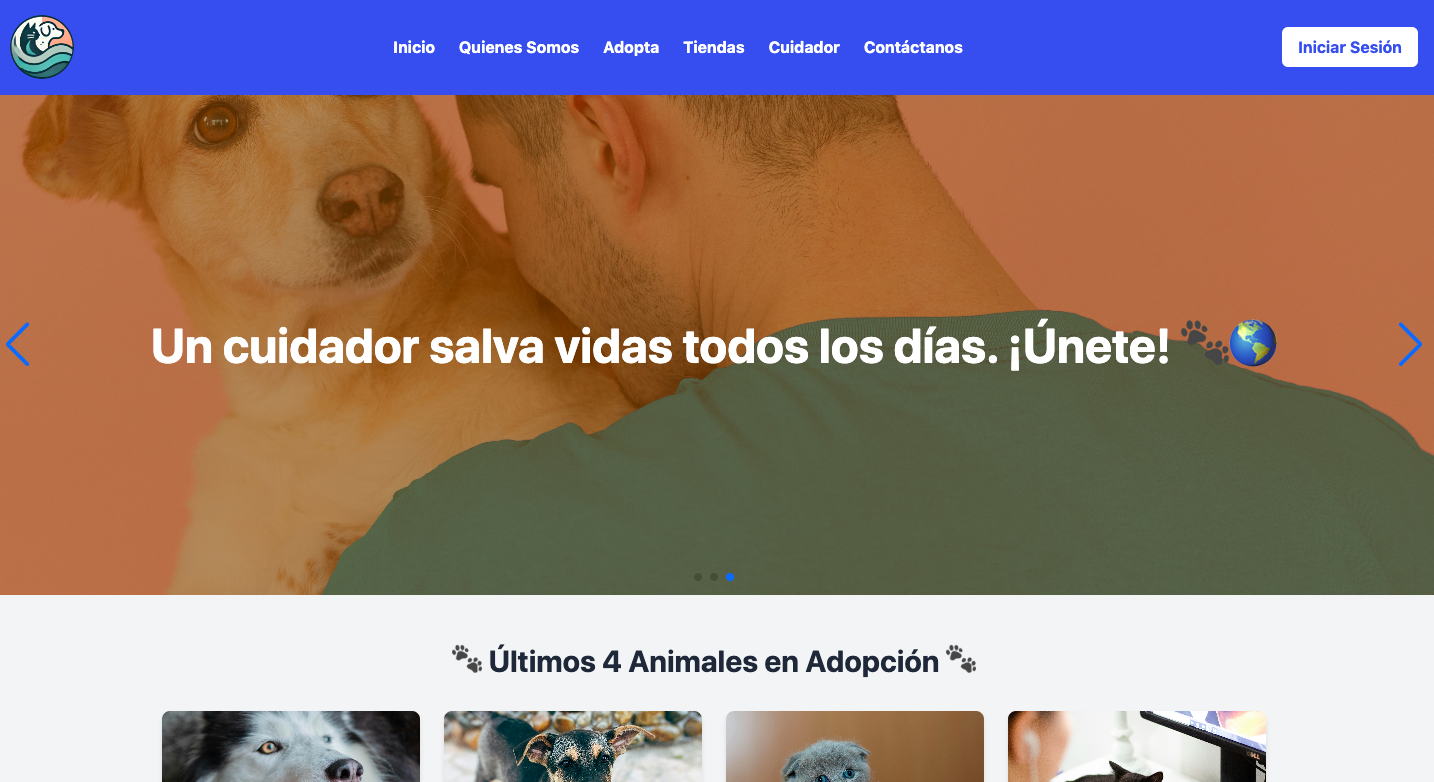 Inicio Quienes Somos Adopta Tiendas Cuidador Contáctanos Iniciar Sesión
Un cuidador salva vidas todos los días. ¡Únete! 🐾🌎
🐾 Últimos 4 Animales en Adopción 🐾
DELL